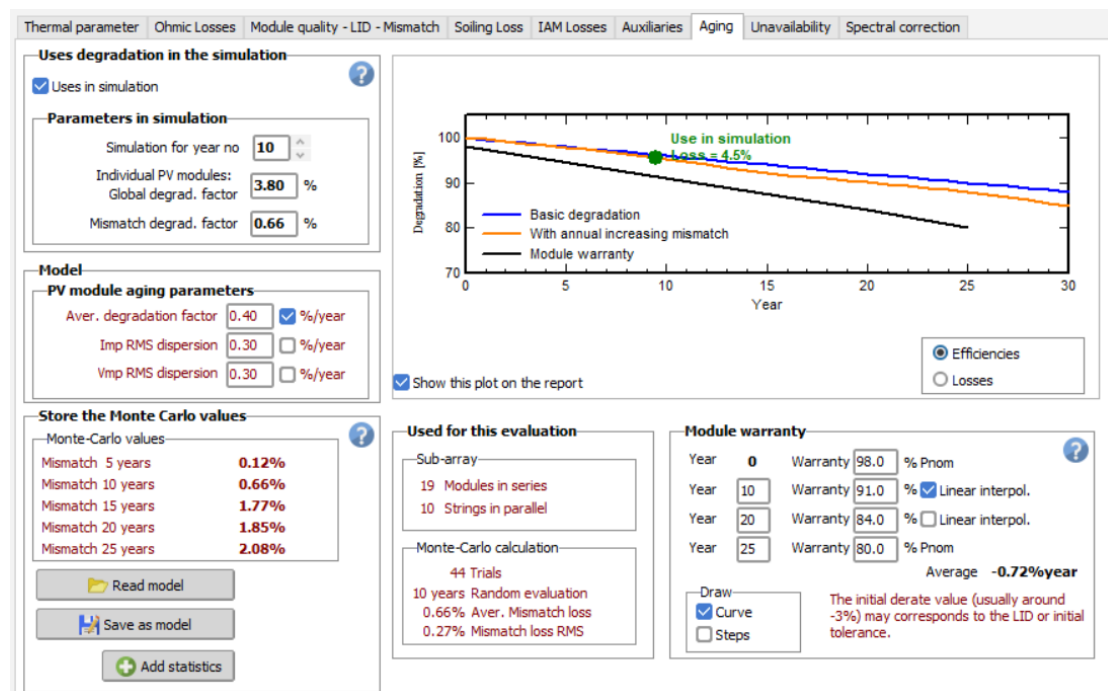 Thermal parameter Ohmic Losses Module quality - LID - Mismatch Soiling Loss IAM Losses Auxiliaries Aging Unavailability Spectral correction
Uses degradation in the simulation
?
Uses in simulation
Parameters in simulation
Simulation for year no 10
Individual PV modules:
Global degrad. factor 3.80 %
Mismatch degrad. factor 0.66 %
Model
PV module aging parameters
Aver. degradation factor 0.40 %/year
Imp RMS dispersion 0.30 %/year
Vmp RMS dispersion 0.30 %/year
Store the Monte Carlo values
?
Monte-Carlo values
Mismatch 5 years 0.12%
Mismatch 10 years 0.66%
Mismatch 15 years 1.77%
Mismatch 20 years 1.85%
Mismatch 25 years 2.08%
Read model
Save as model
Add statistics
Degradation [%]
100
90
80
70
Use in simulation
Loss = 4.5%
Basic degradation
With annual increasing mismatch
Module warranty
0 5 10 15 20 25 30
Year
Efficiencies
Losses
Show this plot on the report
Used for this evaluation
Sub-array
19 Modules in series
10 Strings in parallel
Monte-Carlo calculation
44 Trials
10 years Random evaluation
0.66% Aver. Mismatch loss
0.27% Mismatch loss RMS
Module warranty
?
Year 0 Warranty 98.0 % Pnom
Year 10 Warranty 91.0 % Linear interpol.
Year 20 Warranty 84.0 % Linear interpol.
Year 25 Warranty 80.0 % Pnom
Average -0.72%year
Draw
Curve
Steps
The initial derate value (usually around
-3%) may corresponds to the LID or initial
tolerance.